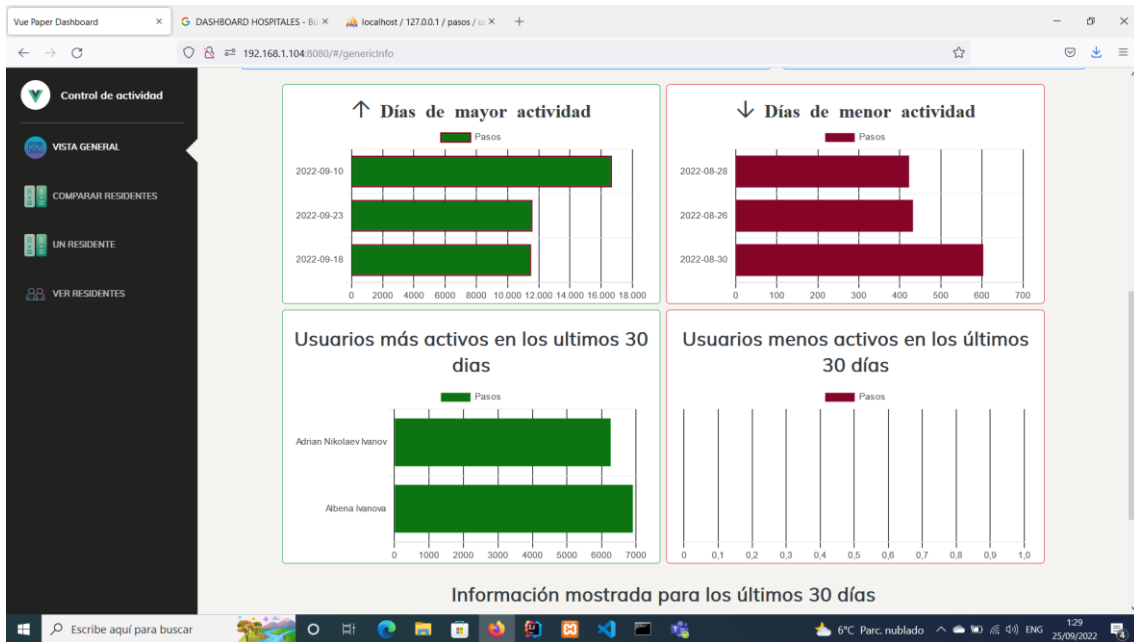 Vue Paper Dashboard
DASHBOARD HOSPITALES - Bú
localhost / 127.0.0.1 / pasos / u
192.168.1.104:8080/#/genericInfo
Control de actividad
VISTA GENERAL
COMPARAR RESIDENTES
UN RESIDENTE
VER RESIDENTES
↑ Días de mayor actividad
Pasos
2022-09-10
2022-09-23
2022-09-18
0 2000 4000 6000 8000 10.000 12.000 14.000 16.000 18.000
↓ Días de menor actividad
Pasos
2022-08-28
2022-08-26
2022-08-30
0 100 200 300 400 500 600 700
Usuarios más activos en los ultimos 30
dias
Pasos
Adrian Nikolaev Ivanov
Albena Ivanova
0 1000 2000 3000 4000 5000 6000 7000
Usuarios menos activos en los últimos
30 días
Pasos
0 0,1 0,2 0,3 0,4 0,5 0,6 0,7 0,8 0,9 1,0
Información mostrada para los últimos 30 días
Escribe aquí para buscar
6°C Parc. nublado
ENG
1:29
25/09/2022